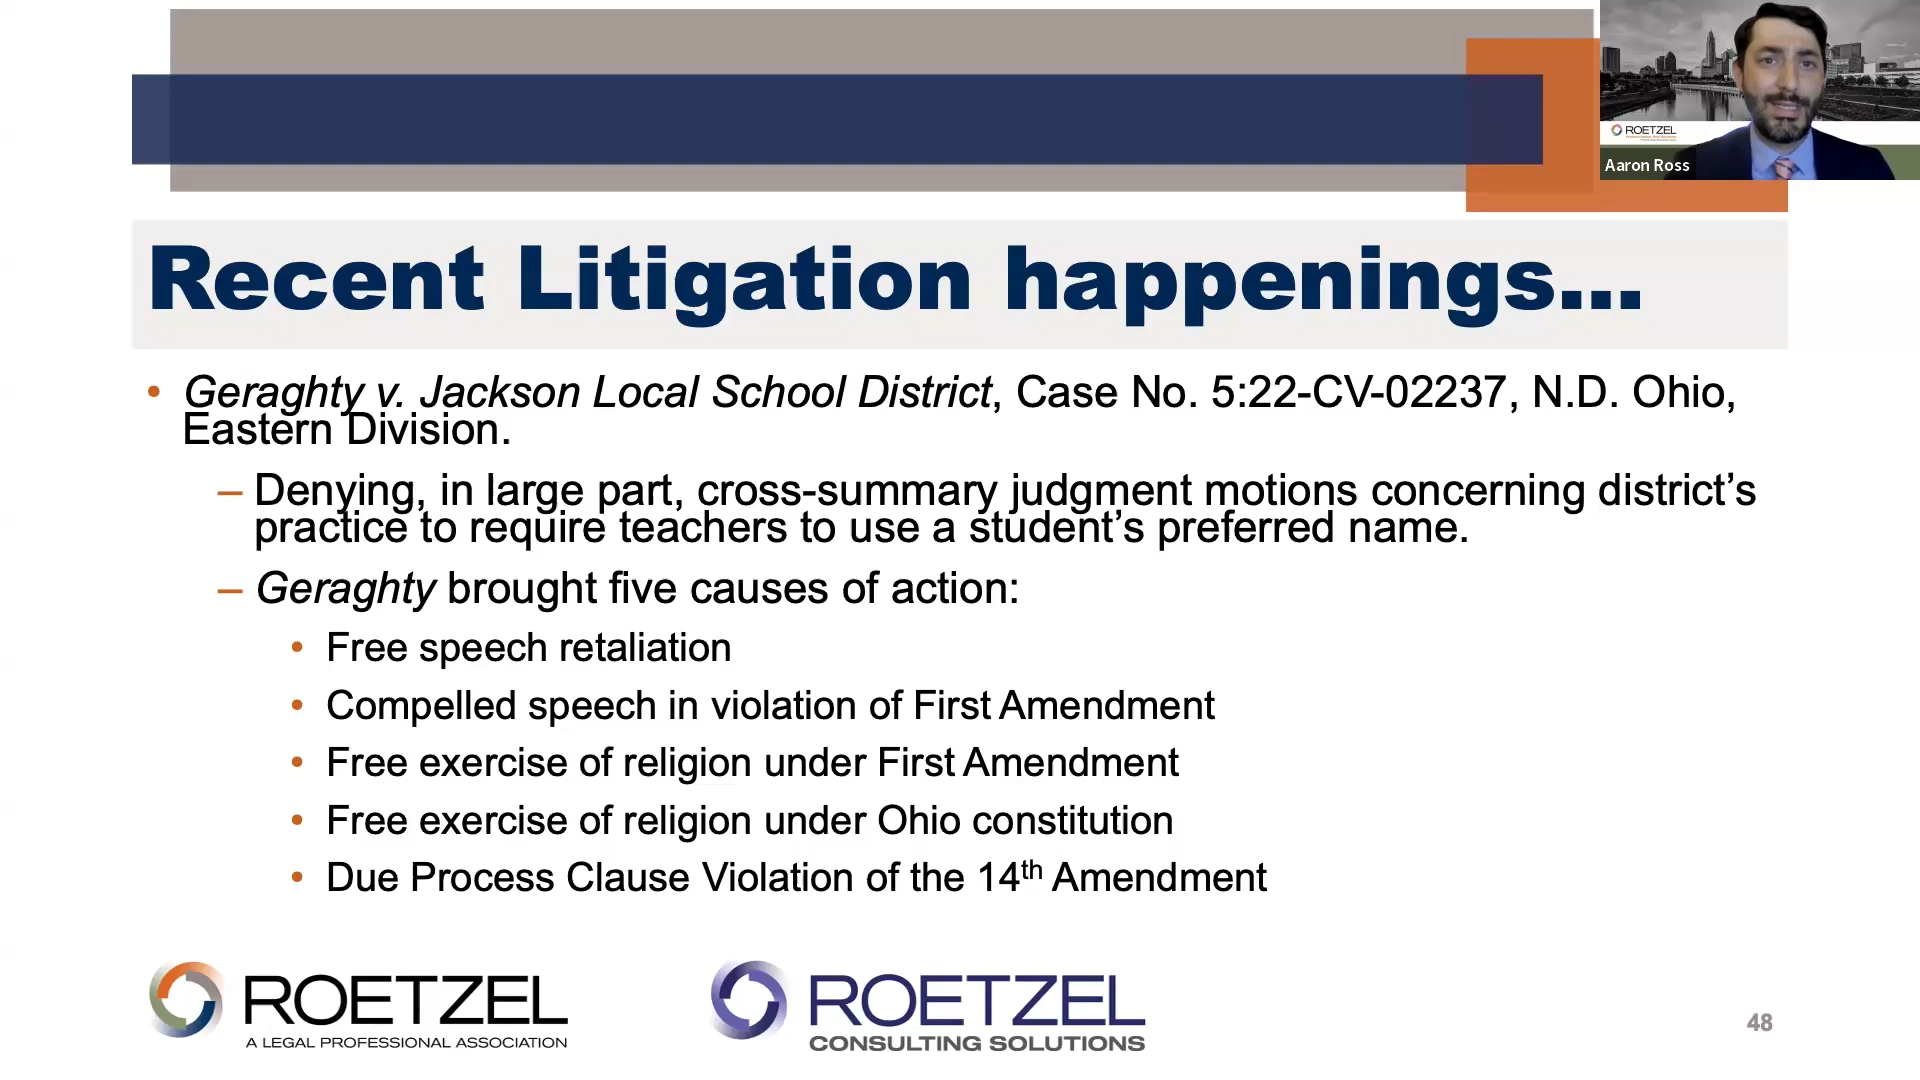 ROETZEL
Aaron Ross
Recent Litigation happenings...
• Geraghty v. Jackson Local School District, Case No. 5:22-CV-02237, N.D. Ohio,
Eastern Division.
– Denying, in large part, cross-summary judgment motions concerning district’s
practice to require teachers to use a student’s preferred name.
– Geraghty brought five causes of action:
• Free speech retaliation
• Compelled speech in violation of First Amendment
• Free exercise of religion under First Amendment
• Free exercise of religion under Ohio constitution
• Due Process Clause Violation of the 14th Amendment
ROETZEL
A LEGAL PROFESSIONAL ASSOCIATION
ROETZEL
CONSULTING SOLUTIONS
48